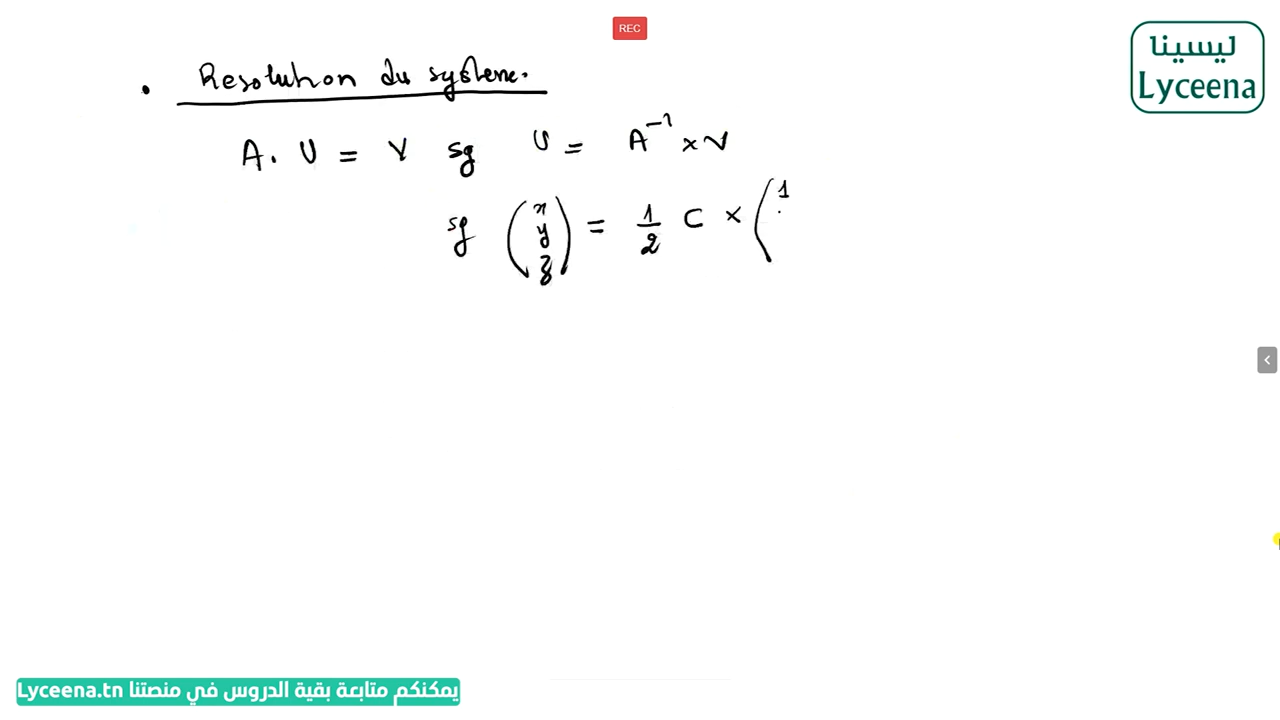 REC
ليسينا
Lyceena
. Resolution du système.
A. U = V sg U = A⁻¹ × V
sg (x y z) = 1/2 C × (1
يمكنكم متابعة بقية الدروس في منصتنا Lyceena.tn